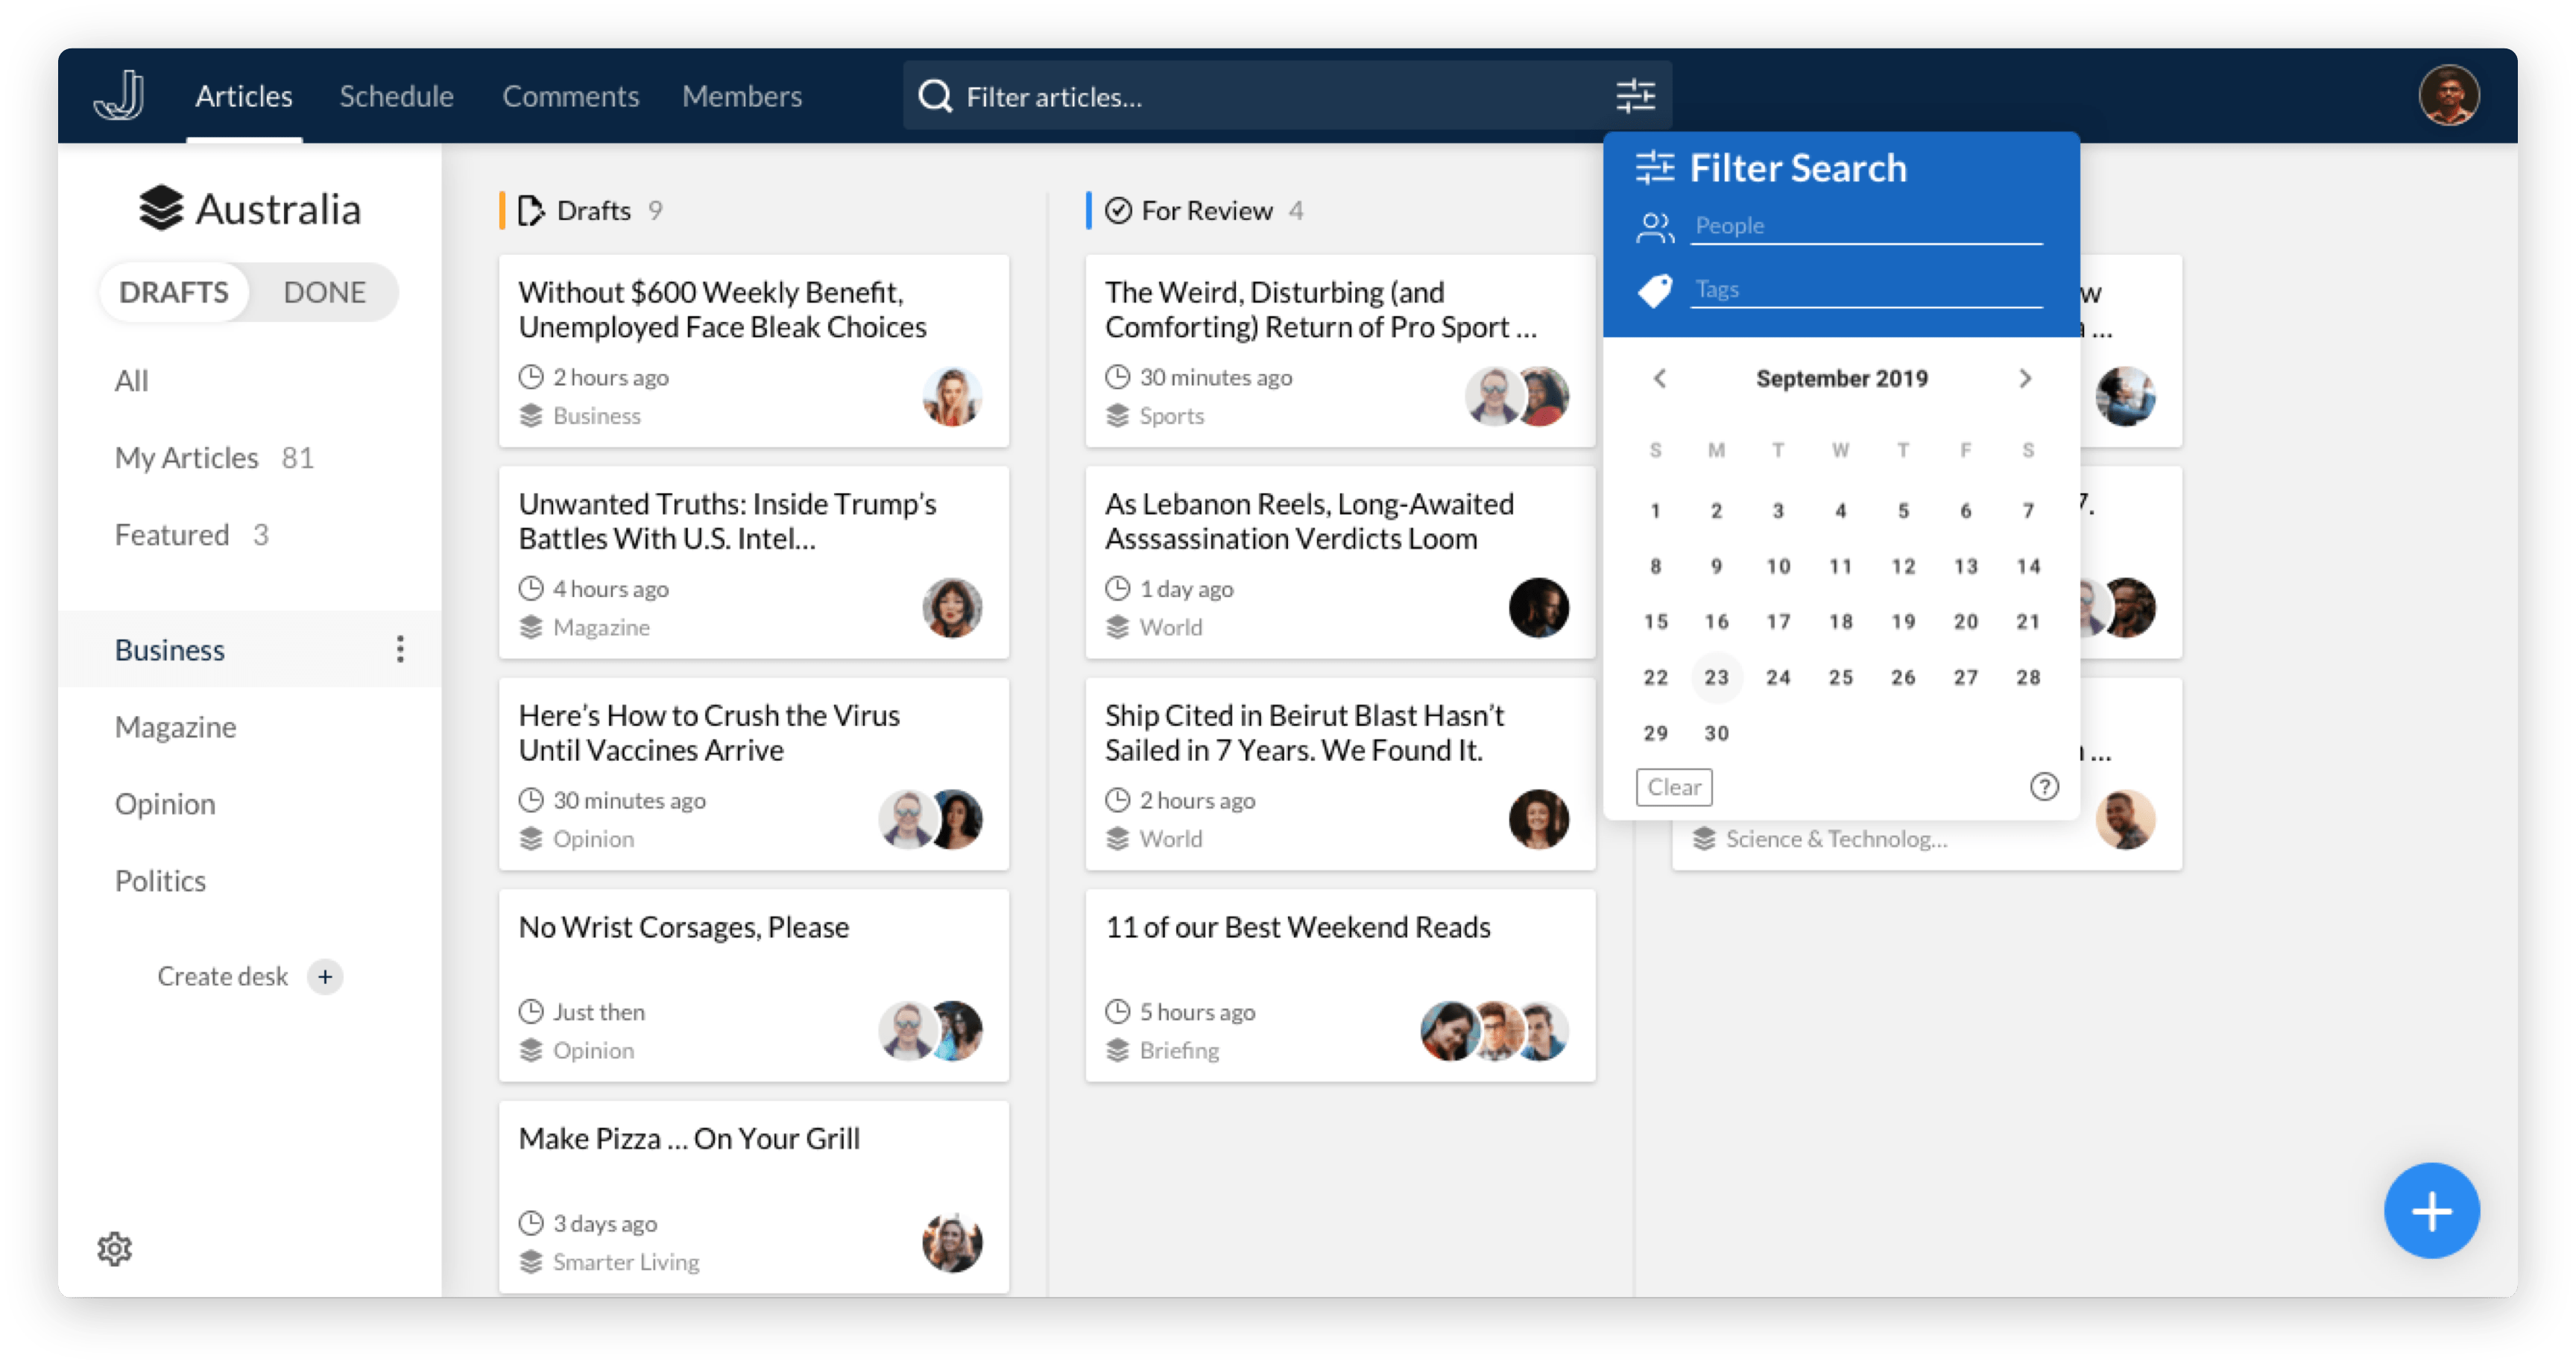 Articles
Schedule
Comments
Members
Filter articles...
Australia
DRAFTS
DONE
All
My Articles 81
Featured 3
Business
Magazine
Opinion
Politics
Create desk +
Drafts 9
Without $600 Weekly Benefit,
Unemployed Face Bleak Choices
2 hours ago
Business
Unwanted Truths: Inside Trump's
Battles With U.S. Intel...
4 hours ago
Magazine
Here's How to Crush the Virus
Until Vaccines Arrive
30 minutes ago
Opinion
No Wrist Corsages, Please
Just then
Opinion
Make Pizza ... On Your Grill
3 days ago
Smarter Living
For Review 4
The Weird, Disturbing (and
Comforting) Return of Pro Sport ...
30 minutes ago
Sports
As Lebanon Reels, Long-Awaited
Asssassination Verdicts Loom
1 day ago
World
Ship Cited in Beirut Blast Hasn't
Sailed in 7 Years. We Found It.
2 hours ago
World
11 of our Best Weekend Reads
5 hours ago
Briefing
Filter Search
People
Tags
September 2019
S M T W T F S
1 2 3 4 5 6 7
8 9 10 11 12 13 14
15 16 17 18 19 20 21
22 23 24 25 26 27 28
29 30
Clear
?
Science & Technolog...